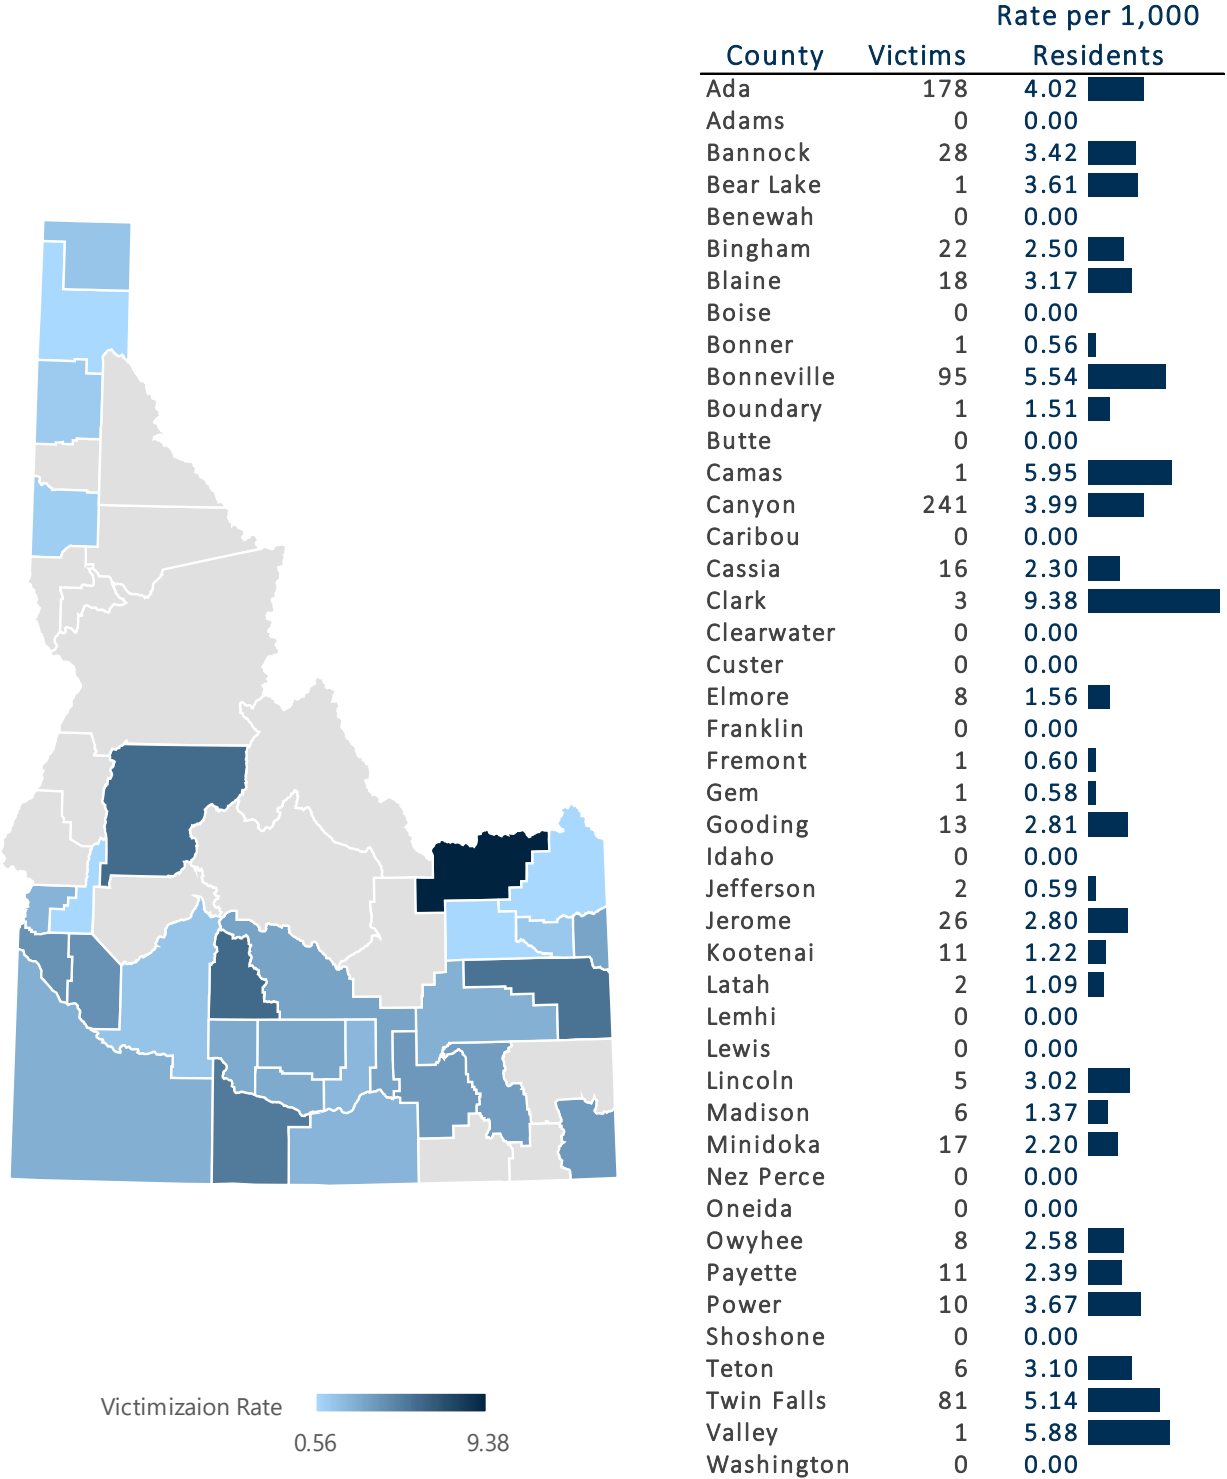 Rate per 1,000
County Victims Residents
Ada 178 4.02
Adams 0 0.00
Bannock 28 3.42
Bear Lake 1 3.61
Benewah 0 0.00
Bingham 22 2.50
Blaine 18 3.17
Boise 0 0.00
Bonner 1 0.56
Bonneville 95 5.54
Boundary 1 1.51
Butte 0 0.00
Camas 1 5.95
Canyon 241 3.99
Caribou 0 0.00
Cassia 16 2.30
Clark 3 9.38
Clearwater 0 0.00
Custer 0 0.00
Elmore 8 1.56
Franklin 0 0.00
Fremont 1 0.60
Gem 1 0.58
Gooding 13 2.81
Idaho 0 0.00
Jefferson 2 0.59
Jerome 26 2.80
Kootenai 11 1.22
Latah 2 1.09
Lemhi 0 0.00
Lewis 0 0.00
Lincoln 5 3.02
Madison 6 1.37
Minidoka 17 2.20
Nez Perce 0 0.00
Oneida 0 0.00
Owyhee 8 2.58
Payette 11 2.39
Power 10 3.67
Shoshone 0 0.00
Teton 6 3.10
Twin Falls 81 5.14
Valley 1 5.88
Washington 0 0.00
Victimizaion Rate
0.56 9.38